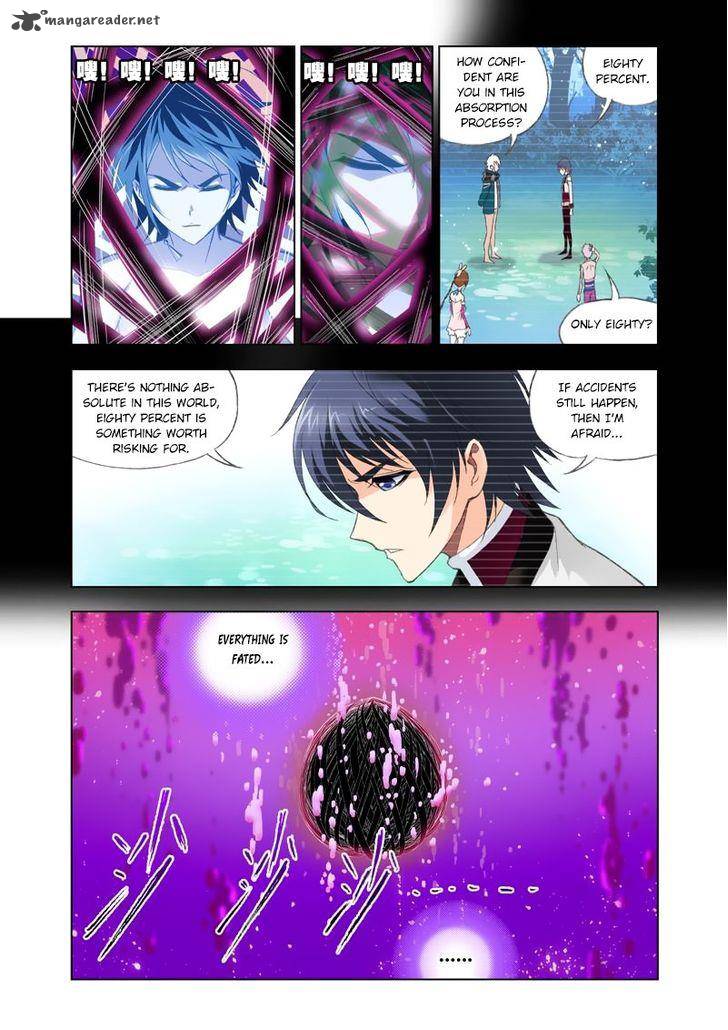 mangareader.net
嗖！嗖！嗖！嗖！
嗖！嗖！嗖！嗖！
HOW CONFI-
DENT ARE
YOU IN THIS
ABSORPTION
PROCESS?
EIGHTY
PERCENT.
ONLY EIGHTY?
THERE'S NOTHING AB-
SOLUTE IN THIS WORLD,
EIGHTY PERCENT IS
SOMETHING WORTH
RISKING FOR.
IF ACCIDENTS
STILL HAPPEN,
THEN I'M
AFRAID...
EVERYTHING IS
FATED...
......